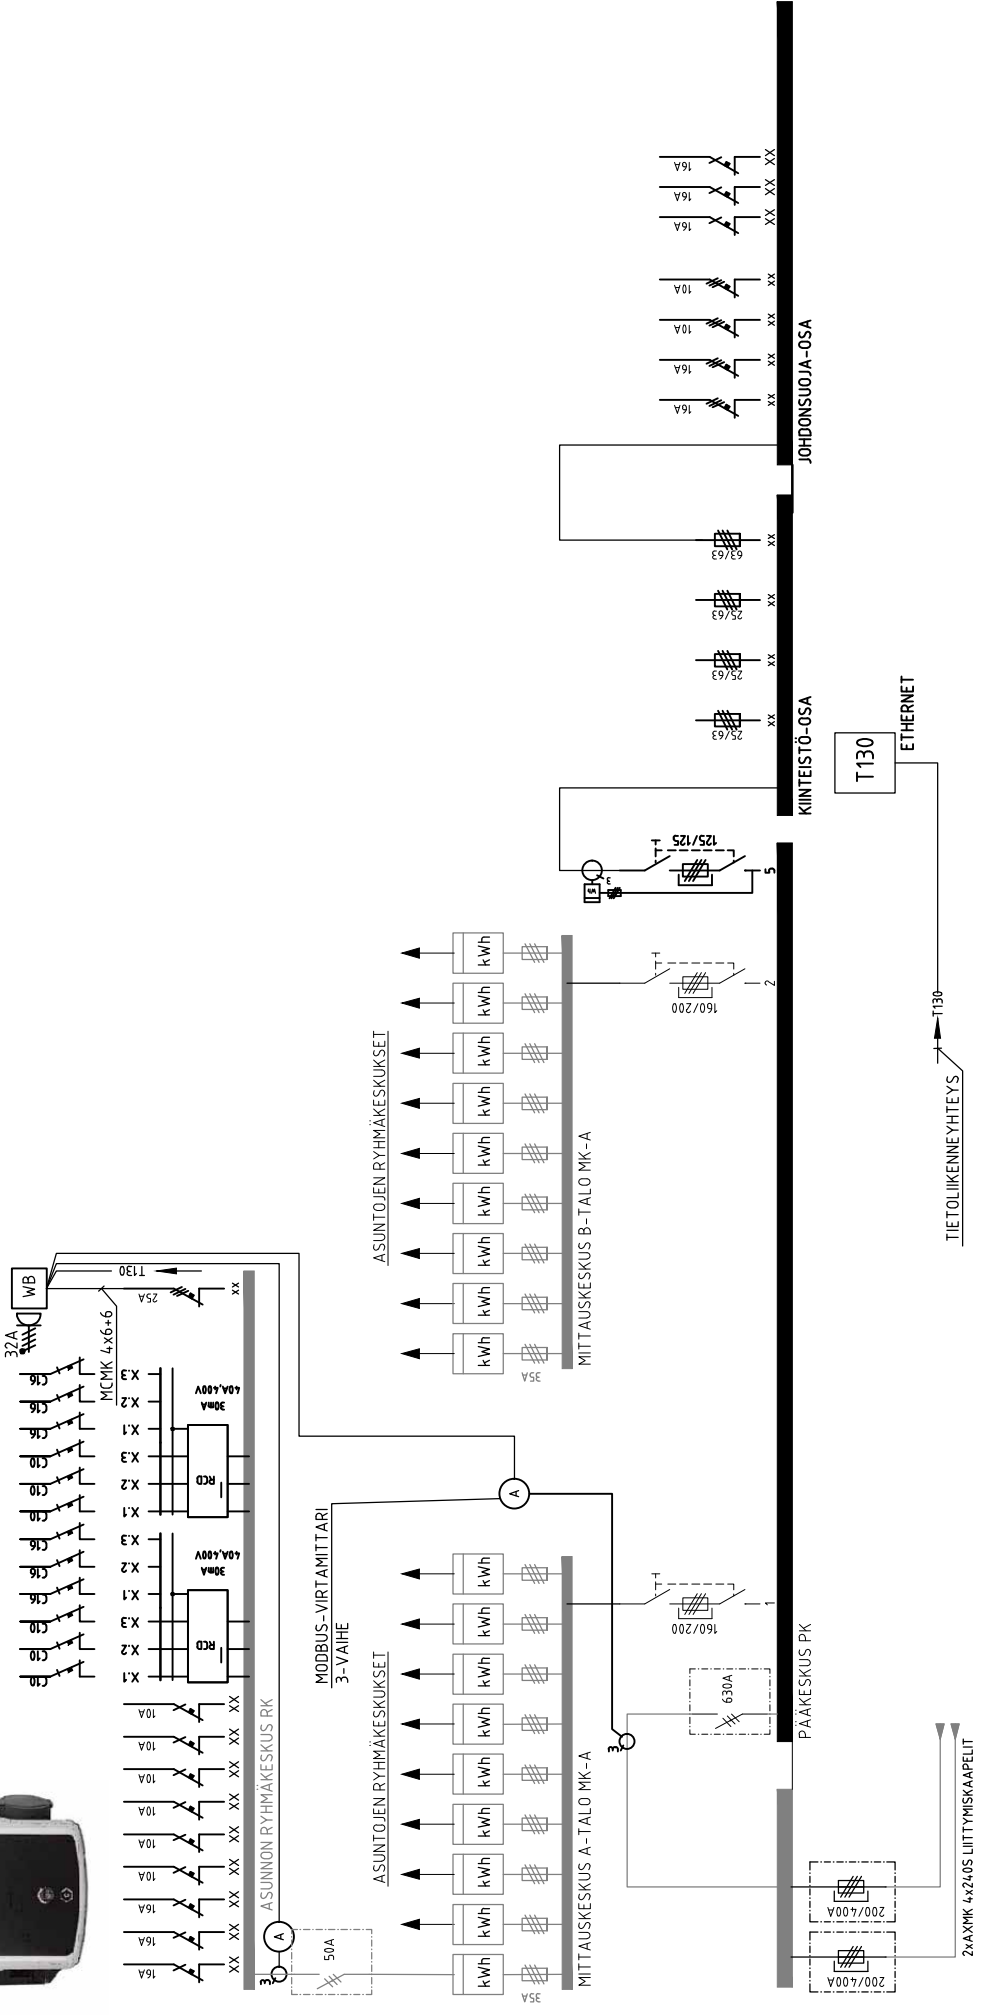 16A
XX
16A
XX
16A
XX
10A
xx
10A
xx
16A
xx
16A
xx
JOHDONSUOJA-OSA
63/63
xx
25/63
xx
25/63
xx
25/63
xx
KIINTEISTÖ-OSA
T130
ETHERNET
125/125
Wh
3
5
160/200
2
T130
TIETOLIIKENNEYHTEYS
ASUNTOJEN RYHMÄKESKUKSET
kWh
kWh
kWh
kWh
kWh
kWh
kWh
kWh
kWh
35A
MITTAUSKESKUS B-TALO MK-A
WB
32A
T130
25A
xx
MCMK 4x6+6
C16
C16
C16
C10
C10
C10
C16
C16
C16
C10
C10
C10
X.3
X.2
X.1
X.3
X.2
X.1
X.3
X.2
X.1
X.3
X.2
X.1
30mA
40A,400V
RCD
30mA
40A,400V
RCD
10A
XX
10A
XX
10A
XX
10A
XX
10A
XX
10A
XX
16A
XX
16A
XX
16A
XX
ASUNNON RYHMÄKESKUS RK
A
3
50A
MODBUS-VIRTAMITTARI
3-VAIHE
A
ASUNTOJEN RYHMÄKESKUKSET
kWh
kWh
kWh
kWh
kWh
kWh
kWh
kWh
kWh
35A
MITTAUSKESKUS A-TALO MK-A
160/200
1
3
630A
PÄÄKESKUS PK
200/400A
200/400A
2xAXMK 4x240S LIITTYMISKAAPELIT